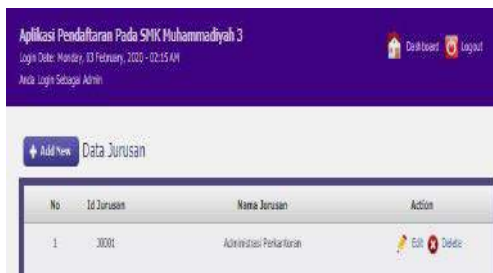 Aplikasi Pendaftaran Pada SMK Muhammadiyah 3
Login Date: Monday, 03 February, 2020 - 02:15 AM
Anda Login Sebagai Admin
Dashboard Logout
Add New Data Jurusan
No Id Jurusan Nama Jurusan Action
1 Administrasi Perkantoran Edit Delete